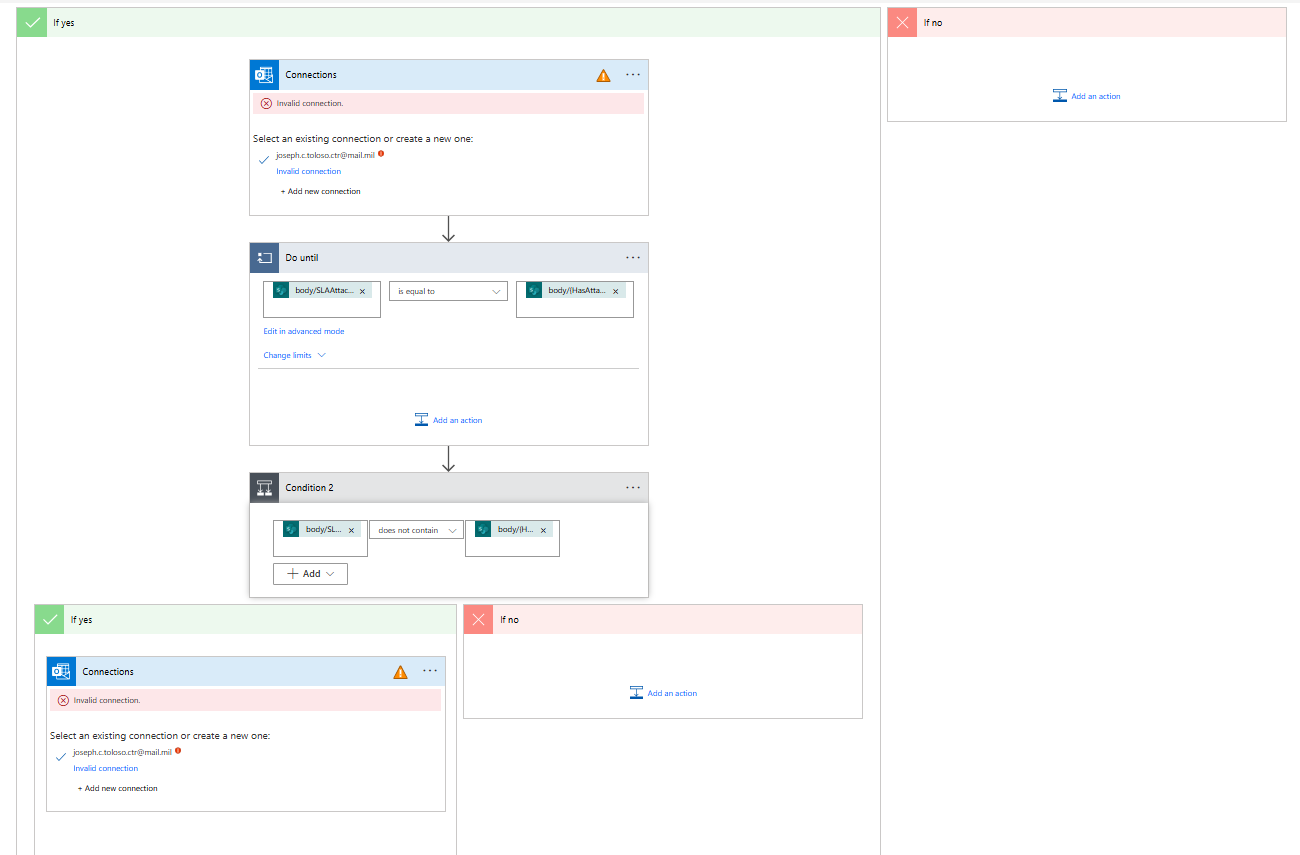 If yes
If no
Add an action
Connections
Invalid connection.
Select an existing connection or create a new one:
joseph.c.toloso.ctr@mail.mil
Invalid connection
+ Add new connection
Do until
body/SLAAttac... x is equal to body/{HasAtta... x
Edit in advanced mode
Change limits
Add an action
Condition 2
body/SL... x does not contain body/{H... x
+ Add
If yes
If no
Connections
Add an action
Invalid connection.
Select an existing connection or create a new one:
joseph.c.toloso.ctr@mail.mil
Invalid connection
+ Add new connection